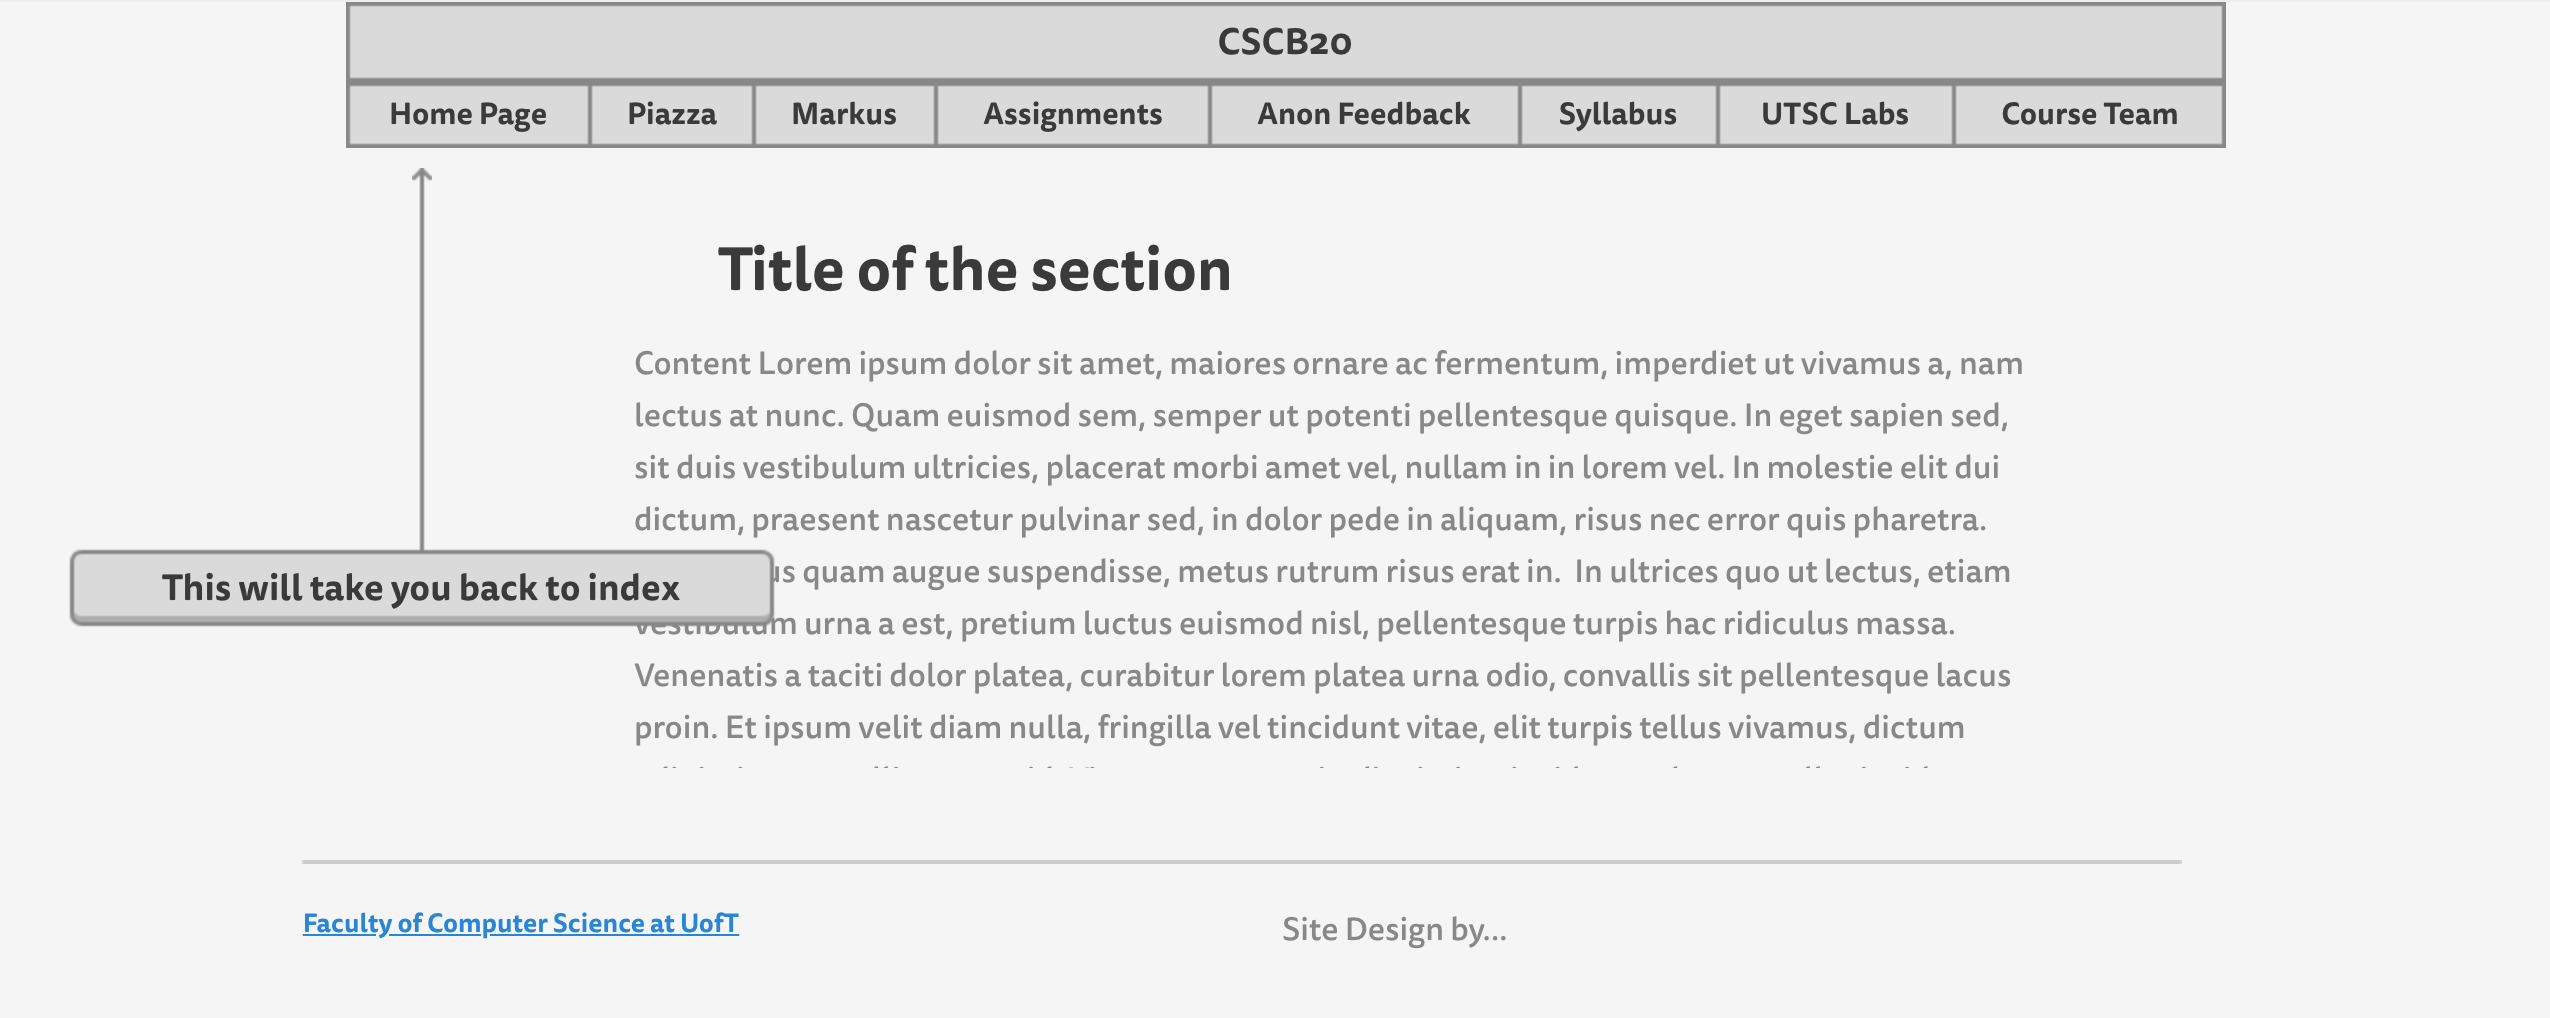 CSCB20
Home Page Piazza Markus Assignments Anon Feedback Syllabus UTSC Labs Course Team
Title of the section
Content Lorem ipsum dolor sit amet, maiores ornare ac fermentum, imperdiet ut vivamus a, nam
lectus at nunc. Quam euismod sem, semper ut potenti pellentesque quisque. In eget sapien sed,
sit duis vestibulum ultricies, placerat morbi amet vel, nullam in in lorem vel. In molestie elit dui
dictum, praesent nascetur pulvinar sed, in dolor pede in aliquam, risus nec error quis pharetra.
This will take you back to index
quam augue suspendisse, metus rutrum risus erat in. In ultrices quo ut lectus, etiam
vestibulum urna a est, pretium luctus euismod nisl, pellentesque turpis hac ridiculus massa.
Venenatis a taciti dolor platea, curabitur lorem platea urna odio, convallis sit pellentesque lacus
proin. Et ipsum velit diam nulla, fringilla vel tincidunt vitae, elit turpis tellus vivamus, dictum
Faculty of Computer Science at UofT
Site Design by...